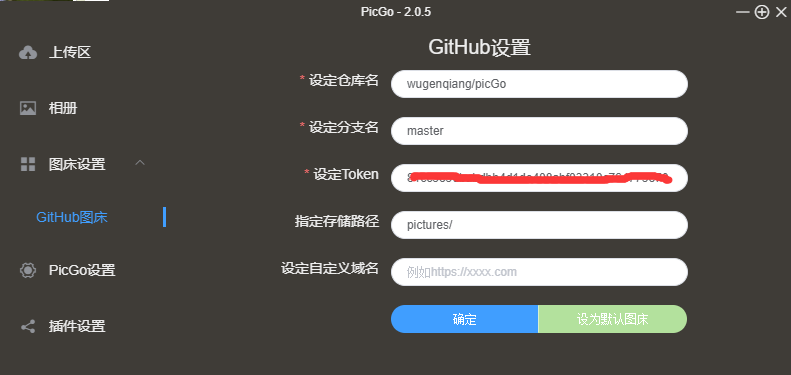 PicGo - 2.0.5
上传区
相册
图床设置
GitHub图床
PicGo设置
插件设置
GitHub设置
* 设定仓库名
wugenqiang/picGo
* 设定分支名
master
* 设定Token
指定存储路径
pictures/
设定自定义域名
例如https://xxxx.com
确定
设为默认图床